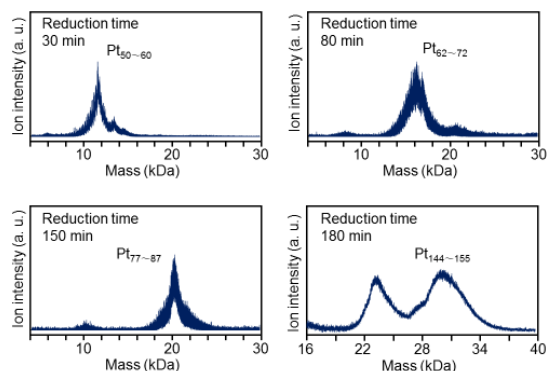 Reduction time
30 min
Pt50~60
Ion intensity (a. u.)
10 20 30
Mass (kDa)
Reduction time
80 min
Pt62~72
Ion intensity (a. u.)
10 20 30
Mass (kDa)
Reduction time
150 min
Pt77~87
Ion intensity (a. u.)
10 20 30
Mass (kDa)
Reduction time
180 min
Pt144~155
Ion intensity (a. u.)
16 22 28 34 40
Mass (kDa)